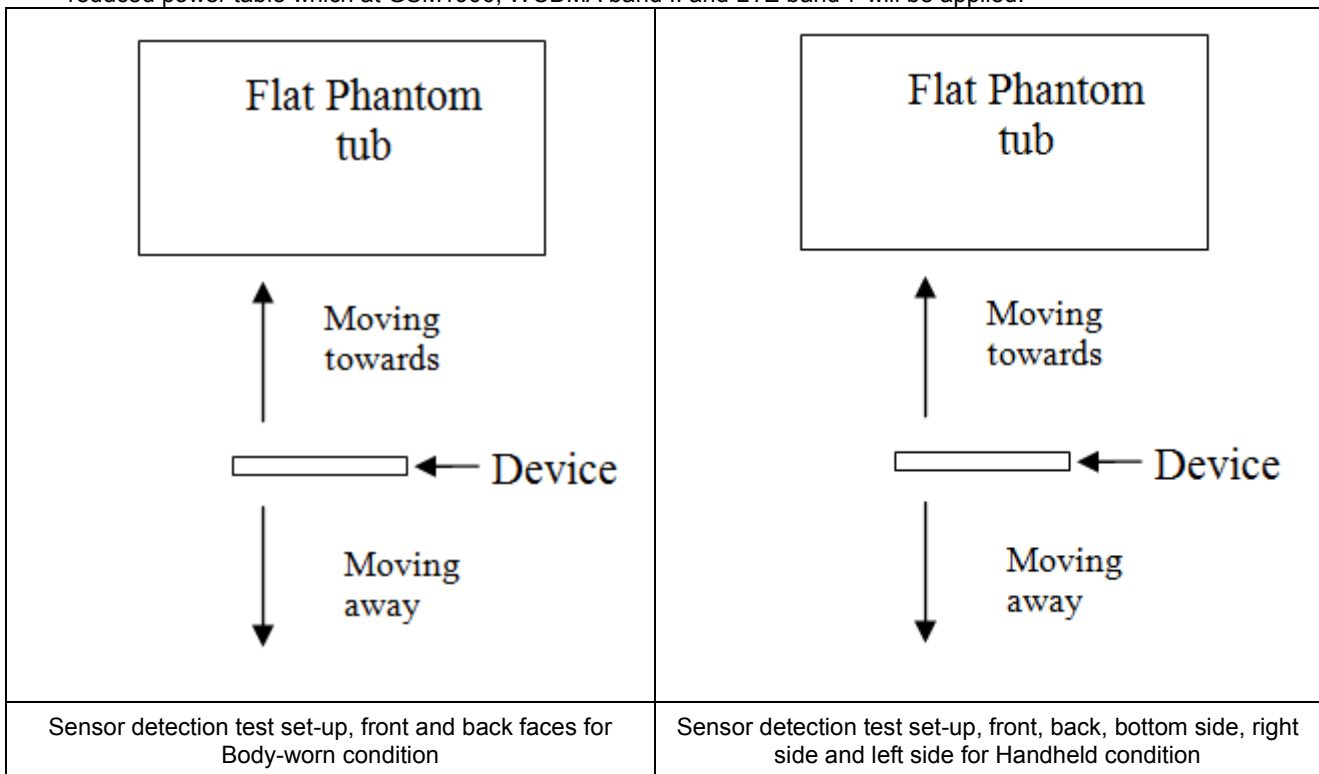 reduced power table which at GSM1900, WCDMA band II and LTE band 7 will be applied.
Flat Phantom
tub
Moving
towards
Device
Moving
away
Sensor detection test set-up, front and back faces for
Body-worn condition
Flat Phantom
tub
Moving
towards
Device
Moving
away
Sensor detection test set-up, front, back, bottom side, right
side and left side for Handheld condition